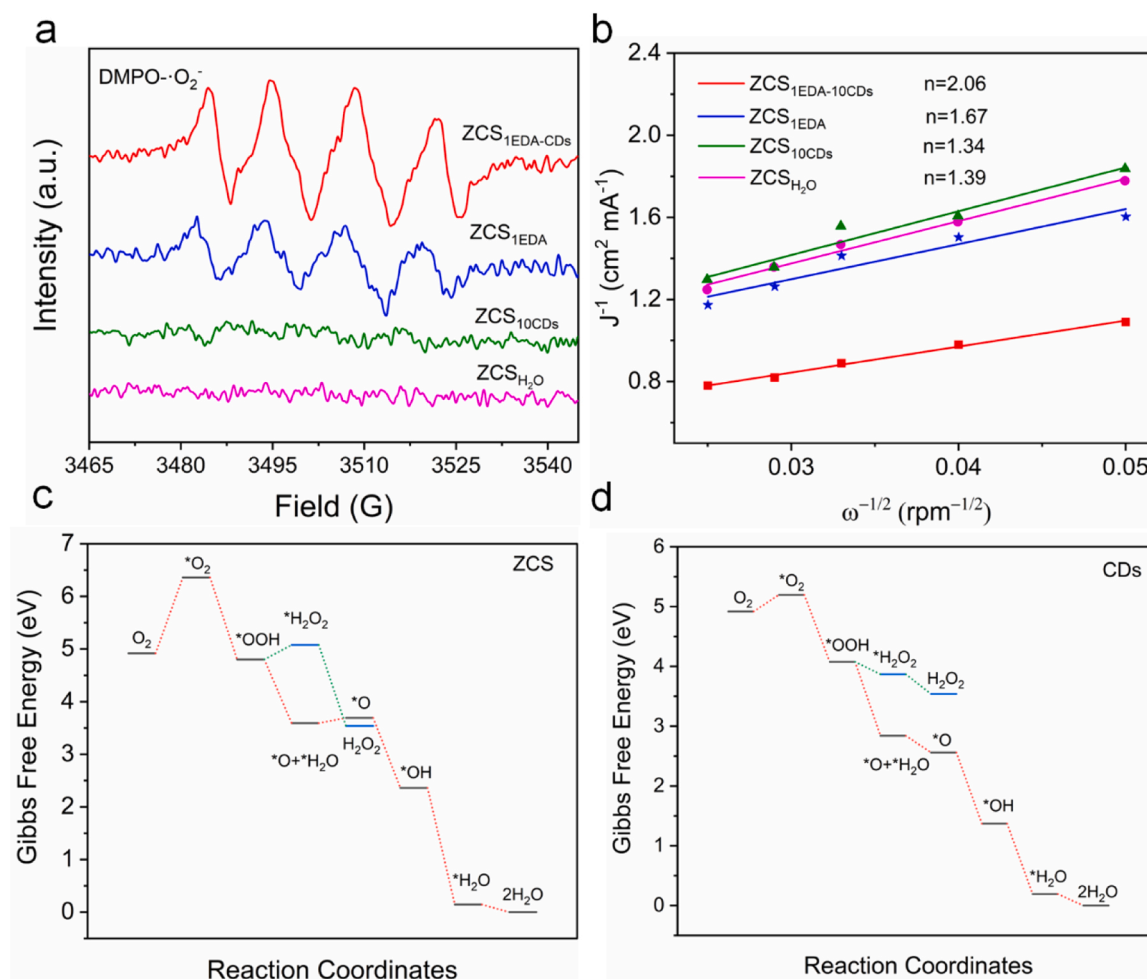 a
DMPO-·O₂⁻
ZCS₁EDA-CDs
ZCS₁EDA
ZCS₁₀CDs
ZCSH₂O
Intensity (a.u.)
3465 3480 3495 3510 3525 3540
Field (G)
b
ZCS₁EDA-10CDs n=2.06
ZCS₁EDA n=1.67
ZCS₁₀CDs n=1.34
ZCSH₂O n=1.39
J⁻¹ (cm² mA⁻¹)
2.4
2.0
1.6
1.2
0.8
0.03 0.04 0.05
ω⁻¹/² (rpm⁻¹/²)
c
ZCS
Gibbs Free Energy (eV)
7
6
5
4
3
2
1
0
O₂
*O₂
*OOH
*H₂O₂
*O+*H₂O
*O
H₂O₂
*OH
*H₂O
2H₂O
Reaction Coordinates
d
CDs
Gibbs Free Energy (eV)
6
5
4
3
2
1
0
O₂
*O₂
*OOH
*H₂O₂
H₂O₂
*O+*H₂O
*O
*OH
*H₂O
2H₂O
Reaction Coordinates